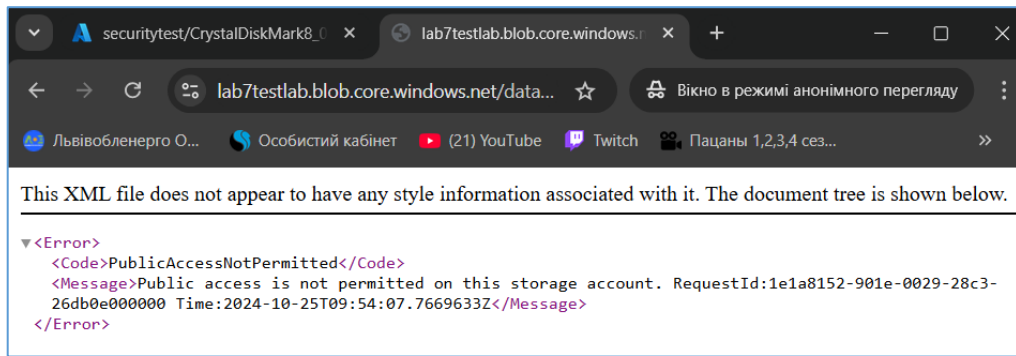 securitytest/CrystalDiskMark8_0
lab7testlab.blob.core.windows.n
lab7testlab.blob.core.windows.net/data...
Вікно в режимі анонімного перегляду
Львівобленерго О...
Особистий кабінет
(21) YouTube
Twitch
Пацаны 1,2,3,4 сез...
This XML file does not appear to have any style information associated with it. The document tree is shown below.
<Error>
<Code>PublicAccessNotPermitted</Code>
<Message>Public access is not permitted on this storage account. RequestId:1e1a8152-901e-0029-28c3-
26db0e000000 Time:2024-10-25T09:54:07.7669633Z</Message>
</Error>